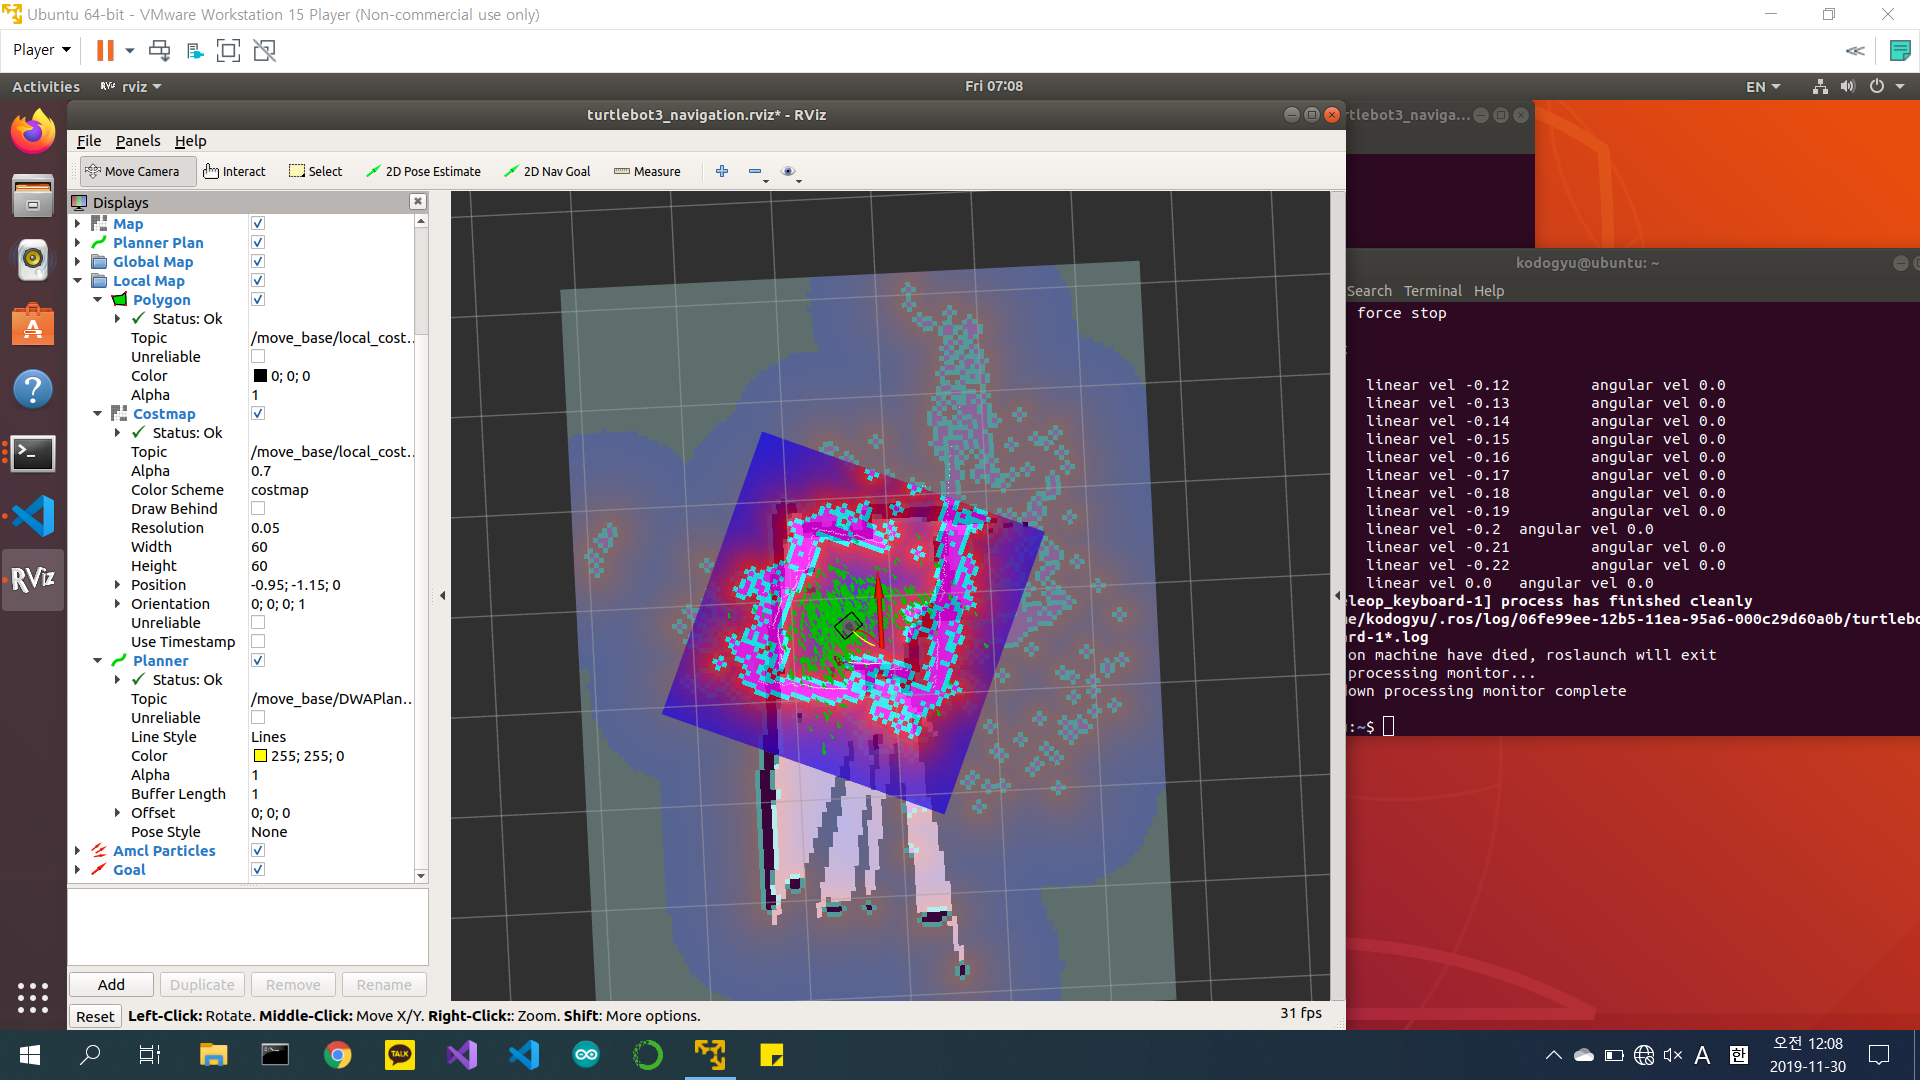 Ubuntu 64-bit - VMware Workstation 15 Player (Non-commercial use only)
Player
Activities
RViz
rviz
Fri 07:08
EN
turtlebot3_navigation.rviz* - RViz
rtlebot3_naviga...
File Panels Help
Move Camera
Interact
Select
2D Pose Estimate
2D Nav Goal
Measure
Displays
Map
Planner Plan
Global Map
Local Map
Polygon
Status: Ok
Topic /move_base/local_cost...
Unreliable
Color 0; 0; 0
Alpha 1
Costmap
Status: Ok
Topic /move_base/local_cost...
Alpha 0.7
Color Scheme costmap
Draw Behind
Resolution 0.05
Width 60
Height 60
Position -0.95; -1.15; 0
Orientation 0; 0; 0; 1
Unreliable
Use Timestamp
Planner
Status: Ok
Topic /move_base/DWAPlan...
Unreliable
Line Style Lines
Color 255; 255; 0
Alpha 1
Buffer Length 1
Offset 0; 0; 0
Pose Style None
Amcl Particles
Goal
Add
Duplicate
Remove
Rename
Reset
Left-Click: Rotate. Middle-Click: Move X/Y. Right-Click:: Zoom. Shift: More options.
31 fps
RViz
kodogyu@ubuntu: ~
Search Terminal Help
force stop
linear vel -0.12 angular vel 0.0
linear vel -0.13 angular vel 0.0
linear vel -0.14 angular vel 0.0
linear vel -0.15 angular vel 0.0
linear vel -0.16 angular vel 0.0
linear vel -0.17 angular vel 0.0
linear vel -0.18 angular vel 0.0
linear vel -0.19 angular vel 0.0
linear vel -0.2 angular vel 0.0
linear vel -0.21 angular vel 0.0
linear vel -0.22 angular vel 0.0
linear vel 0.0 angular vel 0.0
eleop_keyboard-1] process has finished cleanly
me/kodogyu/.ros/log/06fe99ee-12b5-11ea-95a6-000c29d60a0b/turtlebo
ard-1*.log
on machine have died, roslaunch will exit
processing monitor...
down processing monitor complete
:~$
TALK
A
한
오전 12:08
2019-11-30